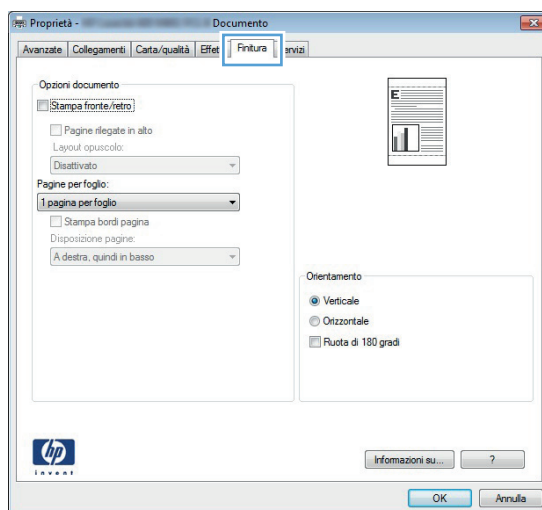 Proprietà - Documento
Avanzate Collegamenti Carta/qualità Effet Finitura ervizi
Opzioni documento
Stampa fronte/retro
Pagine rilegate in alto
Layout opuscolo:
Disattivato
Pagine per foglio:
1 pagina per foglio
Stampa bordi pagina
Disposizione pagine:
A destra, quindi in basso
E
Orientamento
Verticale
Orizzontale
Ruota di 180 gradi
hp
invent
Informazioni su... ?
OK Annulla